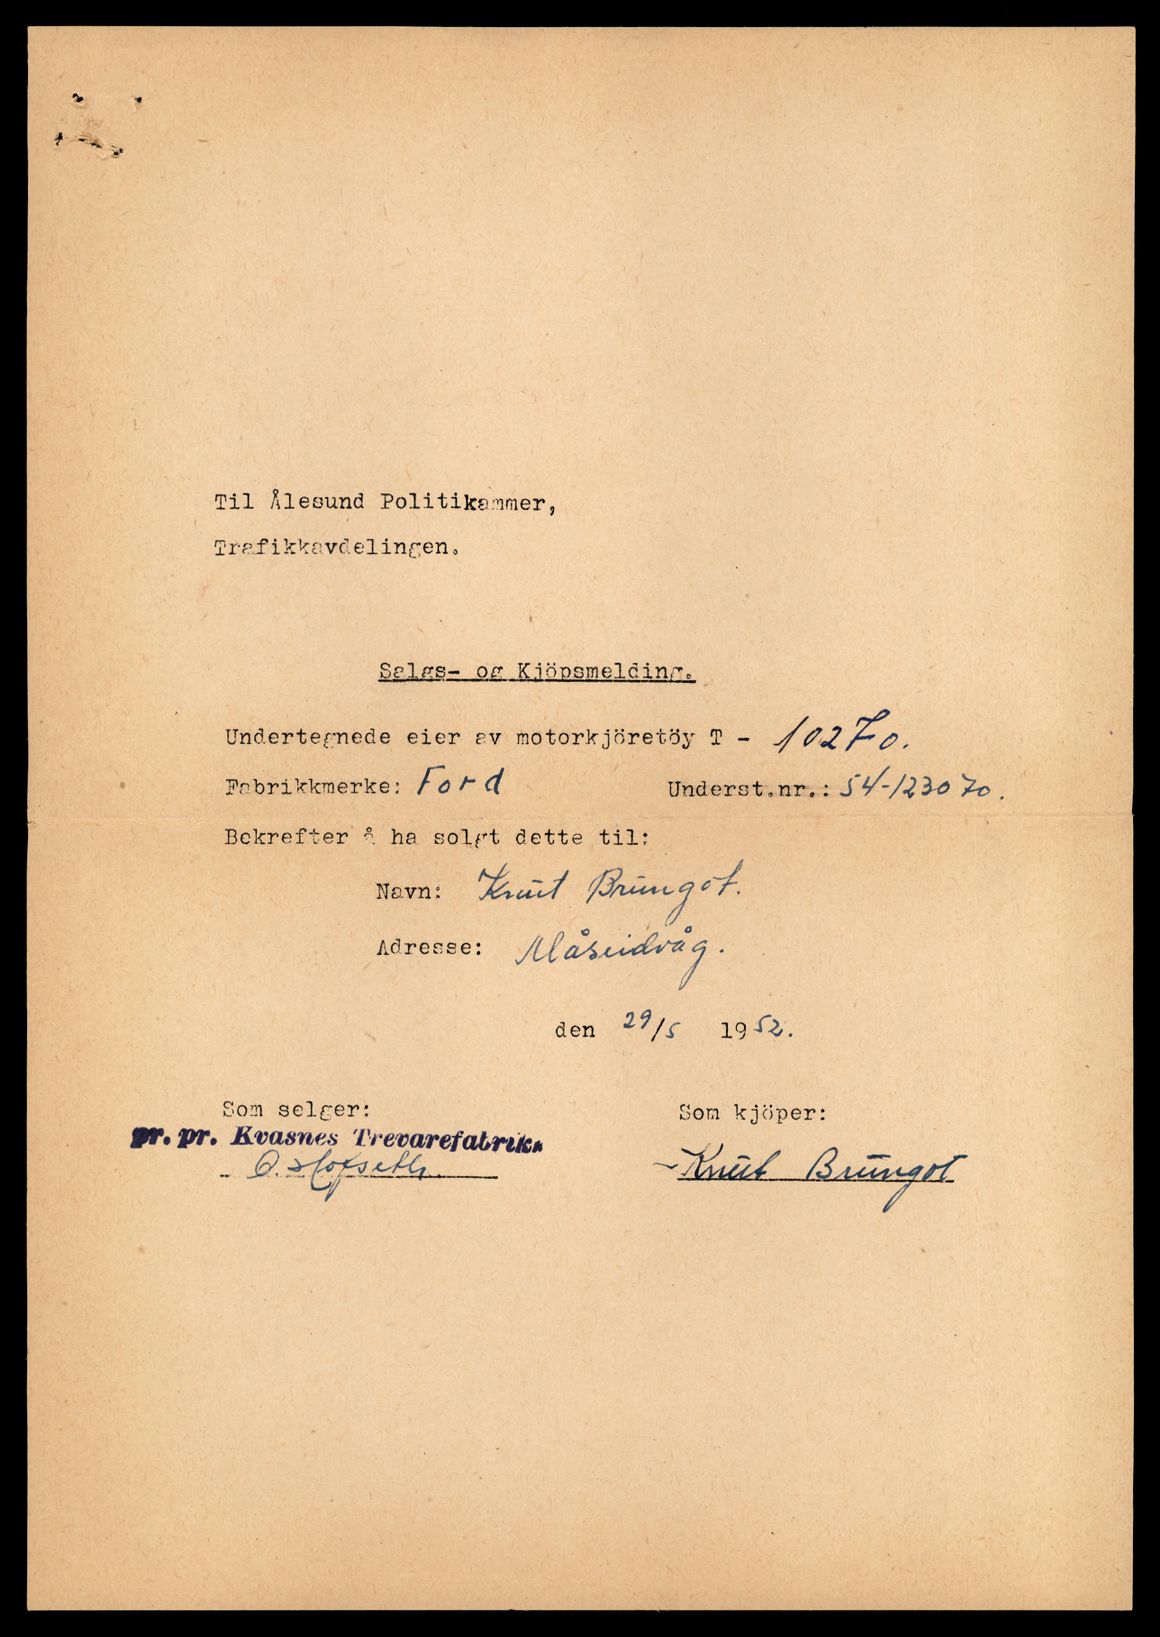 Til Ålesund Politikammer,
Trafikkavdelingen.
Salgs- og Kjöpsmelding.
Undertegnede eier av motorkjöretöy T - 10270.
Fabrikkmerke: Ford Underst.nr.: 54-123070.
Bekrefter å ha solgt dette til:
Navn: Knut Brungot.
Adresse: Måseidvåg.
den 29/5 1952.
Som selger: Som kjöper:
pr. pr. Kvasnes Trevarefabrikk
O. Hofseth. Knut Brungot